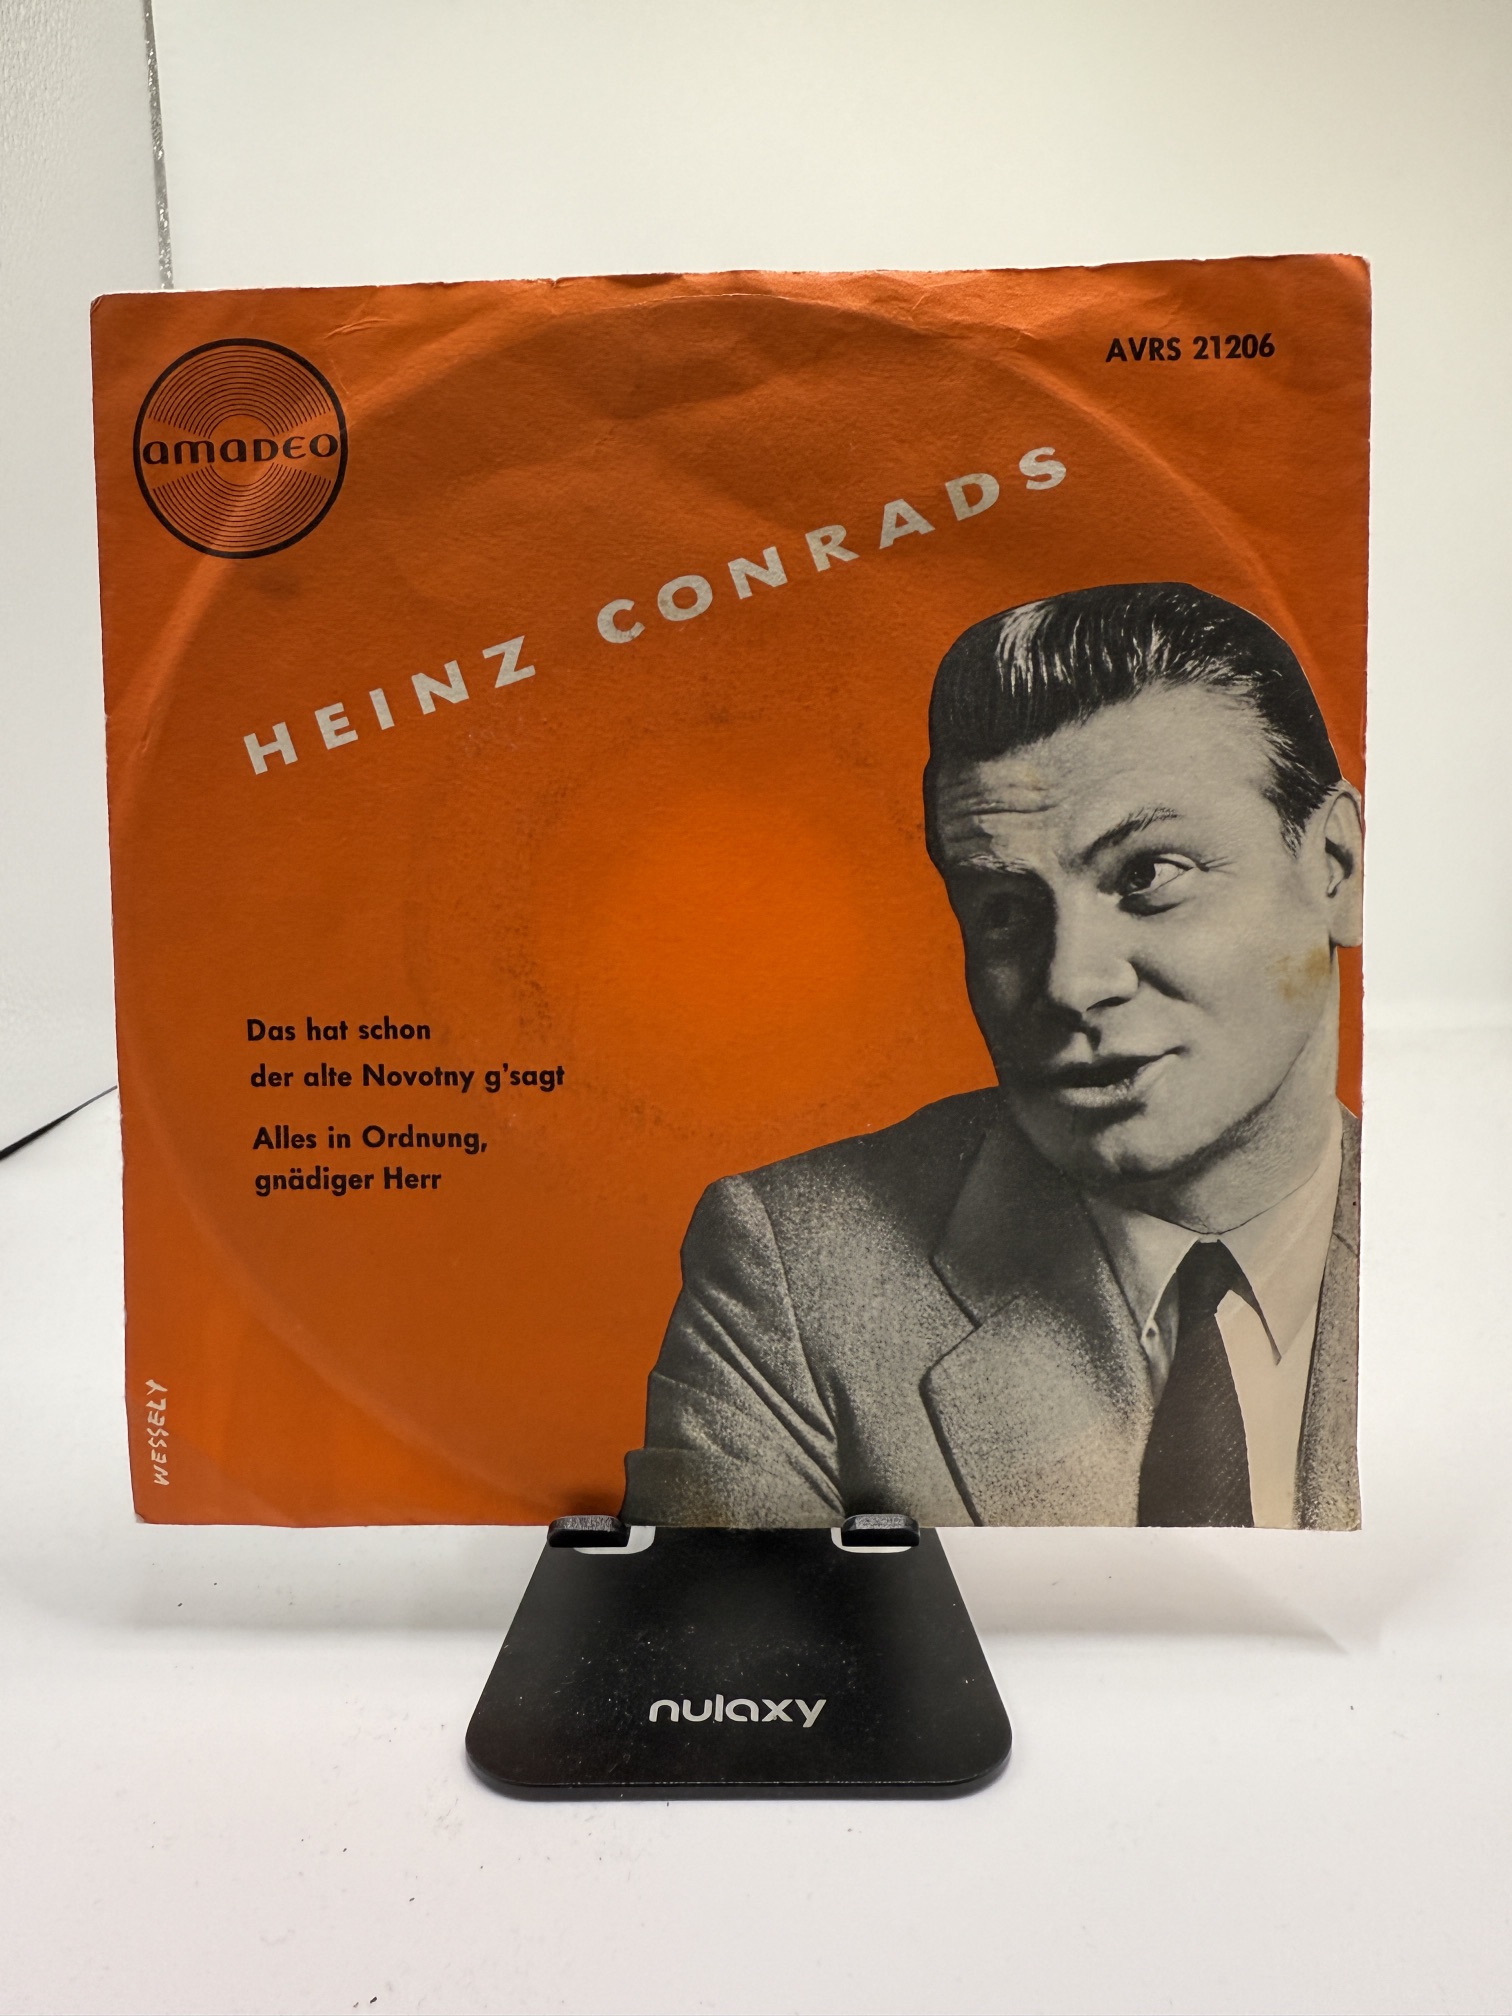 AVRS 21206
amadeo
HEINZ CONRADS
Das hat schon
der alte Novotny g'sagt
Alles in Ordnung,
gnädiger Herr
WESSELY
nulaxy